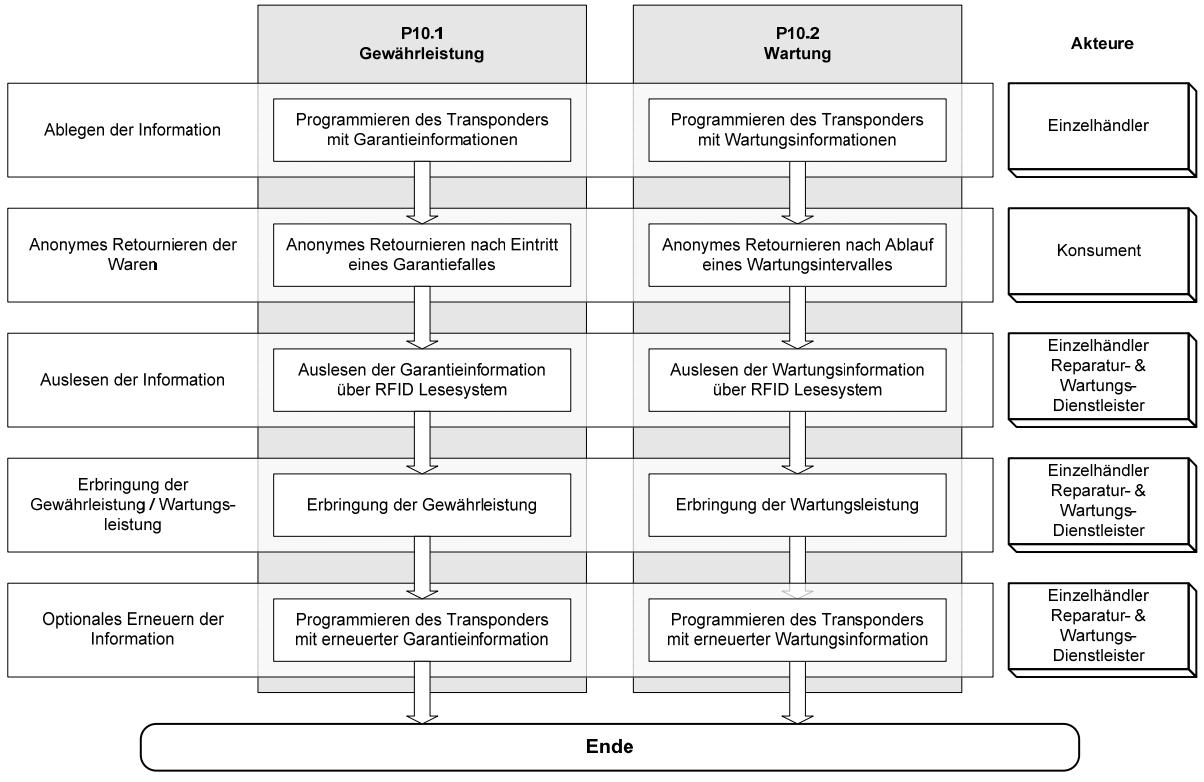 P10.1
Gewährleistung
P10.2
Wartung
Akteure
Ablegen der Information
Programmieren des Transponders
mit Garantieinformationen
Programmieren des Transponders
mit Wartungsinformationen
Einzelhändler
Anonymes Retournieren der
Waren
Anonymes Retournieren nach Eintritt
eines Garantiefalles
Anonymes Retournieren nach Ablauf
eines Wartungsintervalles
Konsument
Auslesen der Information
Auslesen der Garantieinformation
über RFID Lesesystem
Auslesen der Wartungsinformation
über RFID Lesesystem
Einzelhändler
Reparatur- &
Wartungs-
Dienstleister
Erbringung der
Gewährleistung / Wartungs-
leistung
Erbringung der Gewährleistung
Erbringung der Wartungsleistung
Einzelhändler
Reparatur- &
Wartungs-
Dienstleister
Optionales Erneuern der
Information
Programmieren des Transponders
mit erneuerter Garantieinformation
Programmieren des Transponders
mit erneuerter Wartungsinformation
Einzelhändler
Reparatur- &
Wartungs-
Dienstleister
Ende